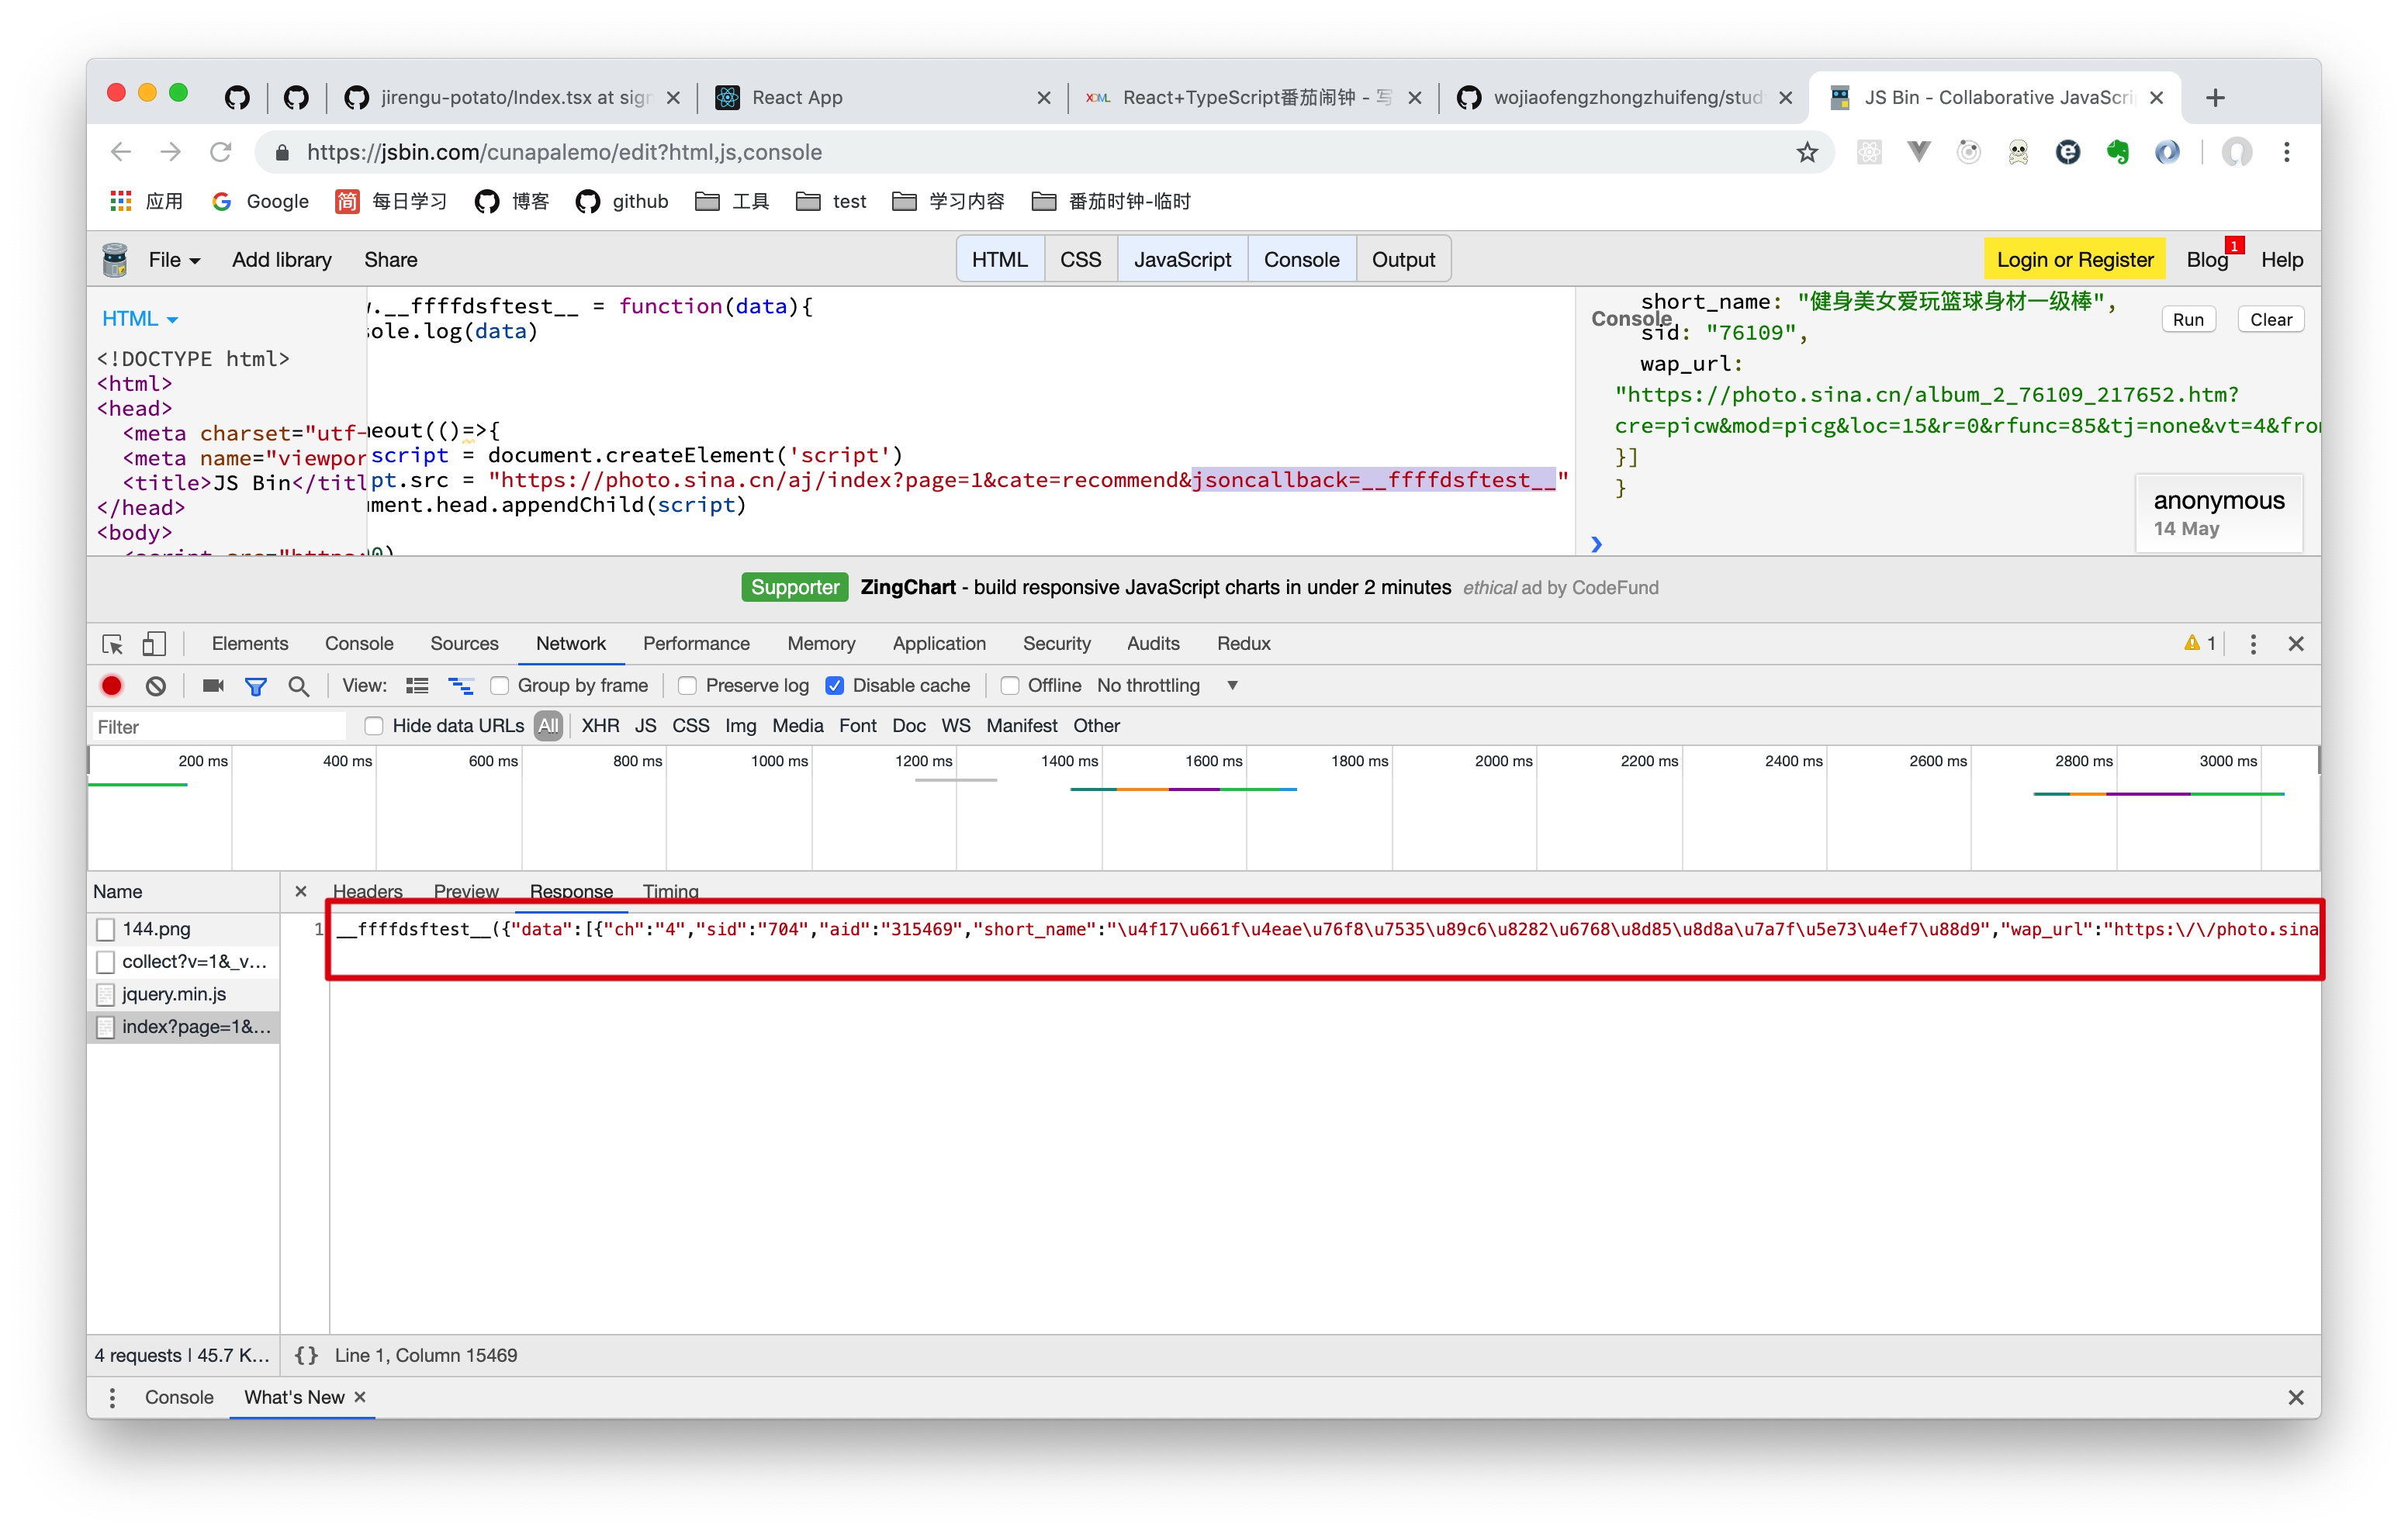 jirengu-potato/Index.tsx at sign
React App
React+TypeScript番茄闹钟 - 写
wojiaofengzhongzhuifeng/stud
JS Bin - Collaborative JavaScri
https://jsbin.com/cunapalemo/edit?html,js,console
应用
Google
简 每日学习
博客
github
工具
test
学习内容
番茄时钟-临时
File
Add library
Share
HTML
CSS
JavaScript
Console
Output
Login or Register
Blog 1
Help
HTML
<!DOCTYPE html>
<html>
<head>
<meta charset="utf-
<meta name="viewpor
<title>JS Bin</titl
</head>
<body>
.__ffffdsftest__ = function(data){
sole.log(data)
eout(()=>{
script = document.createElement('script')
pt.src = "https://photo.sina.cn/aj/index?page=1&cate=recommend&jsoncallback=__ffffdsftest__"
ment.head.appendChild(script)
0)
Console
Run
Clear
short_name: "健身美女爱玩篮球身材一级棒",
sid: "76109",
wap_url:
"https://photo.sina.cn/album_2_76109_217652.htm?
cre=picw&mod=picg&loc=15&r=0&rfunc=85&tj=none&vt=4&fro
}]
}
anonymous
14 May
Supporter ZingChart - build responsive JavaScript charts in under 2 minutes ethical ad by CodeFund
Elements
Console
Sources
Network
Performance
Memory
Application
Security
Audits
Redux
1
View:
Group by frame
Preserve log
Disable cache
Offline
No throttling
Filter
Hide data URLs
All
XHR
JS
CSS
Img
Media
Font
Doc
WS
Manifest
Other
200 ms
400 ms
600 ms
800 ms
1000 ms
1200 ms
1400 ms
1600 ms
1800 ms
2000 ms
2200 ms
2400 ms
2600 ms
2800 ms
3000 ms
Name
Headers
Preview
Response
Timing
144.png
collect?v=1&_v...
jquery.min.js
index?page=1&...
1 __ffffdsftest__({"data":[{"ch":"4","sid":"704","aid":"315469","short_name":"\u4f17\u661f\u4eae\u76f8\u7535\u89c6\u8282\u6768\u8d85\u8d8a\u7a7f\u5e73\u4ef7\u88d9","wap_url":"https:\/\/photo.sina
4 requests | 45.7 K...
{ } Line 1, Column 15469
Console
What's New